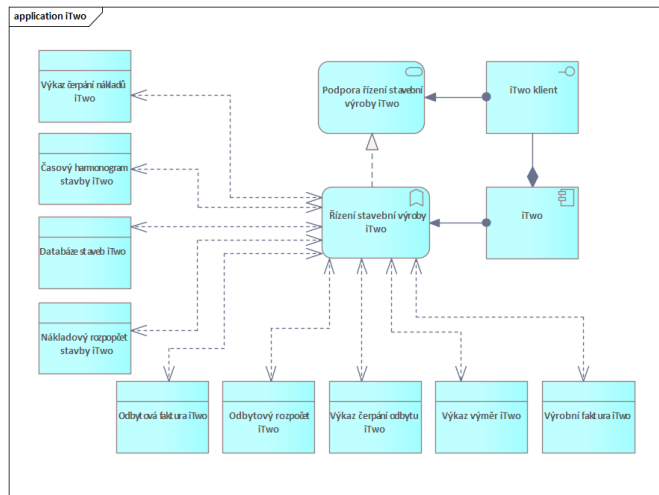 application iTwo
Výkaz čerpání nákladů
iTwo
Podpora řízení stavební
výroby iTwo
iTwo klient
Časový harmonogram
stavby iTwo
Řízení stavební výroby
iTwo
iTwo
Databáze staveb iTwo
Nákladový rozpopčet
stavby iTwo
Odbytová faktura iTwo
Odbytový rozpočet
iTwo
Výkaz čerpání odbytu
iTwo
Výkaz výměr iTwo
Výrobní faktura iTwo